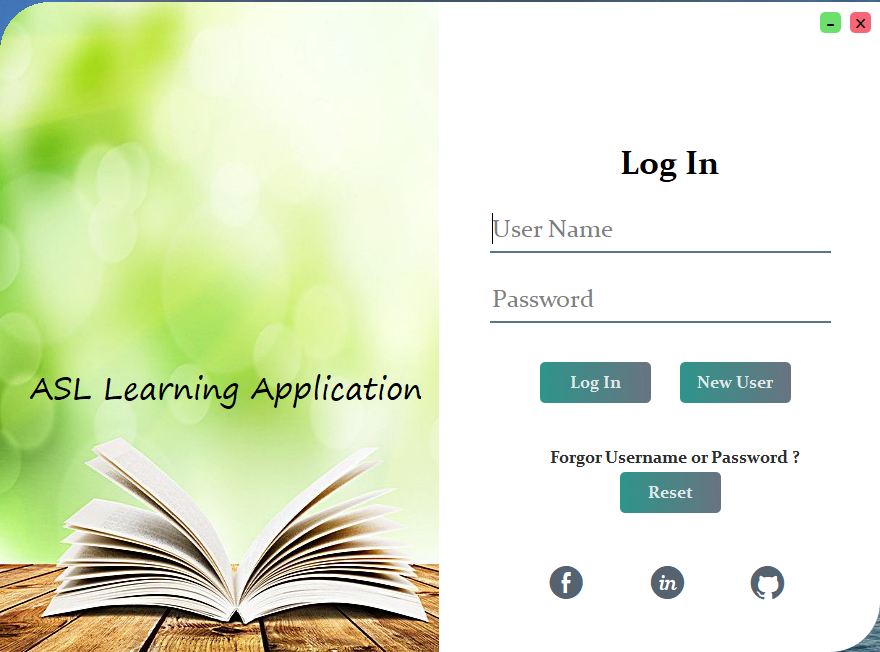 ASL Learning Application
Log In
User Name
Password
Log In
New User
Forgor Username or Password ?
Reset
f
in